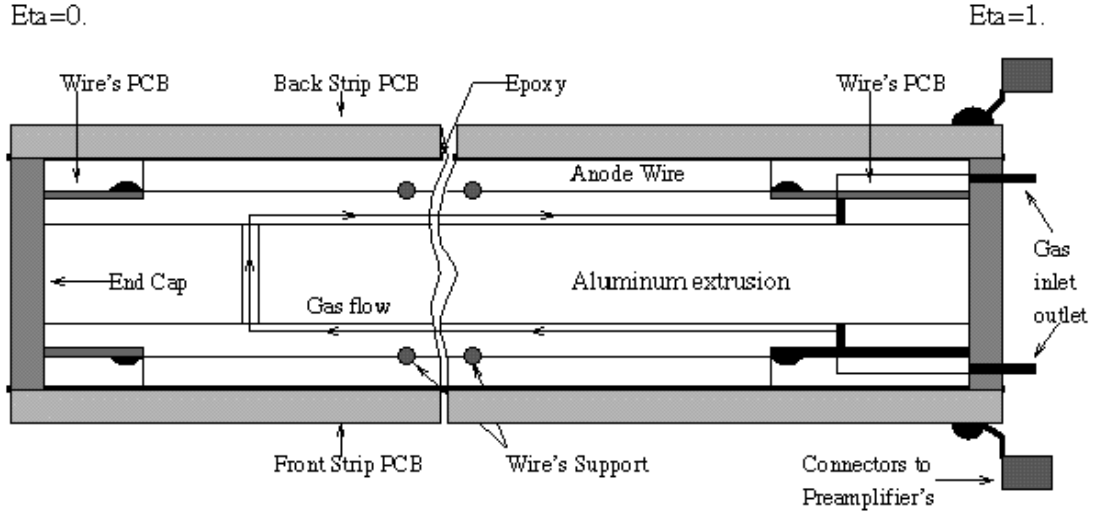 Eta=0.
Eta=1.
Wire's PCB
Back Strip PCB
Epoxy
Wire's PCB
Anode Wire
End Cap
Aluminum extrusion
Gas flow
Gas
inlet
outlet
Front Strip PCB
Wire's Support
Connectors to
Preamplifier's